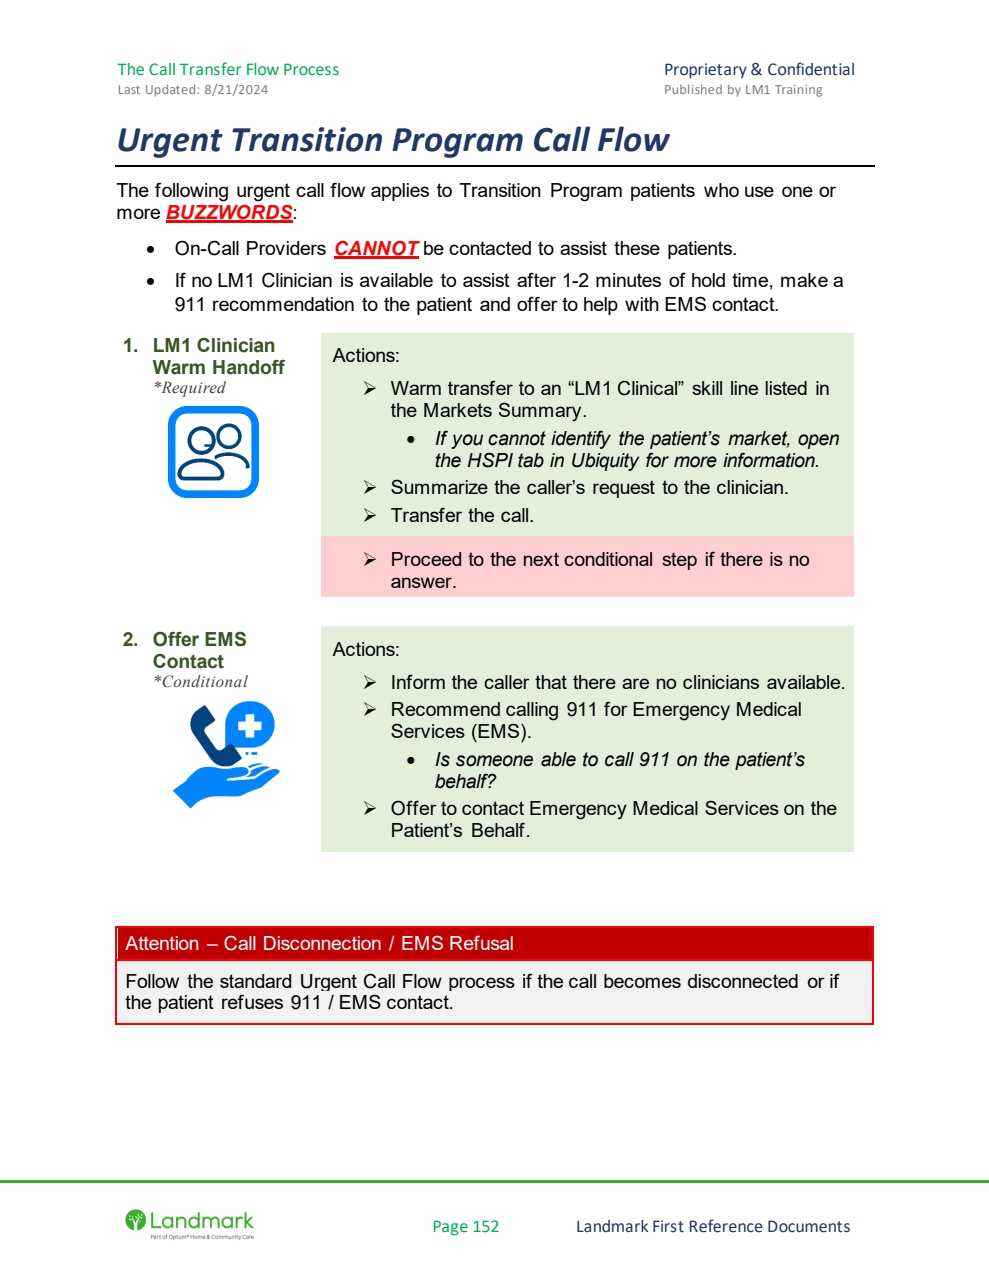 The Call Transfer Flow Process
Proprietary & Confidential
Last Updated: 8/21/2024
Published by LM1 Training
Urgent Transition Program Call Flow
The following urgent call flow applies to Transition Program patients who use one or
more BUZZWORDS:
• On-Call Providers CANNOT be contacted to assist these patients.
• If no LM1 Clinician is available to assist after 1-2 minutes of hold time, make a
911 recommendation to the patient and offer to help with EMS contact.
1. LM1 Clinician
Warm Handoff
*Required
Actions:
➢ Warm transfer to an “LM1 Clinical” skill line listed in
the Markets Summary.
• If you cannot identify the patient’s market, open
the HSPI tab in Ubiquity for more information.
➢ Summarize the caller’s request to the clinician.
➢ Transfer the call.
➢ Proceed to the next conditional step if there is no
answer.
2. Offer EMS
Contact
*Conditional
Actions:
➢ Inform the caller that there are no clinicians available.
➢ Recommend calling 911 for Emergency Medical
Services (EMS).
• Is someone able to call 911 on the patient’s
behalf?
➢ Offer to contact Emergency Medical Services on the
Patient’s Behalf.
Attention – Call Disconnection / EMS Refusal
Follow the standard Urgent Call Flow process if the call becomes disconnected or if
the patient refuses 911 / EMS contact.
Landmark
Part of Optum® Home & Community Care
Page 152
Landmark First Reference Documents